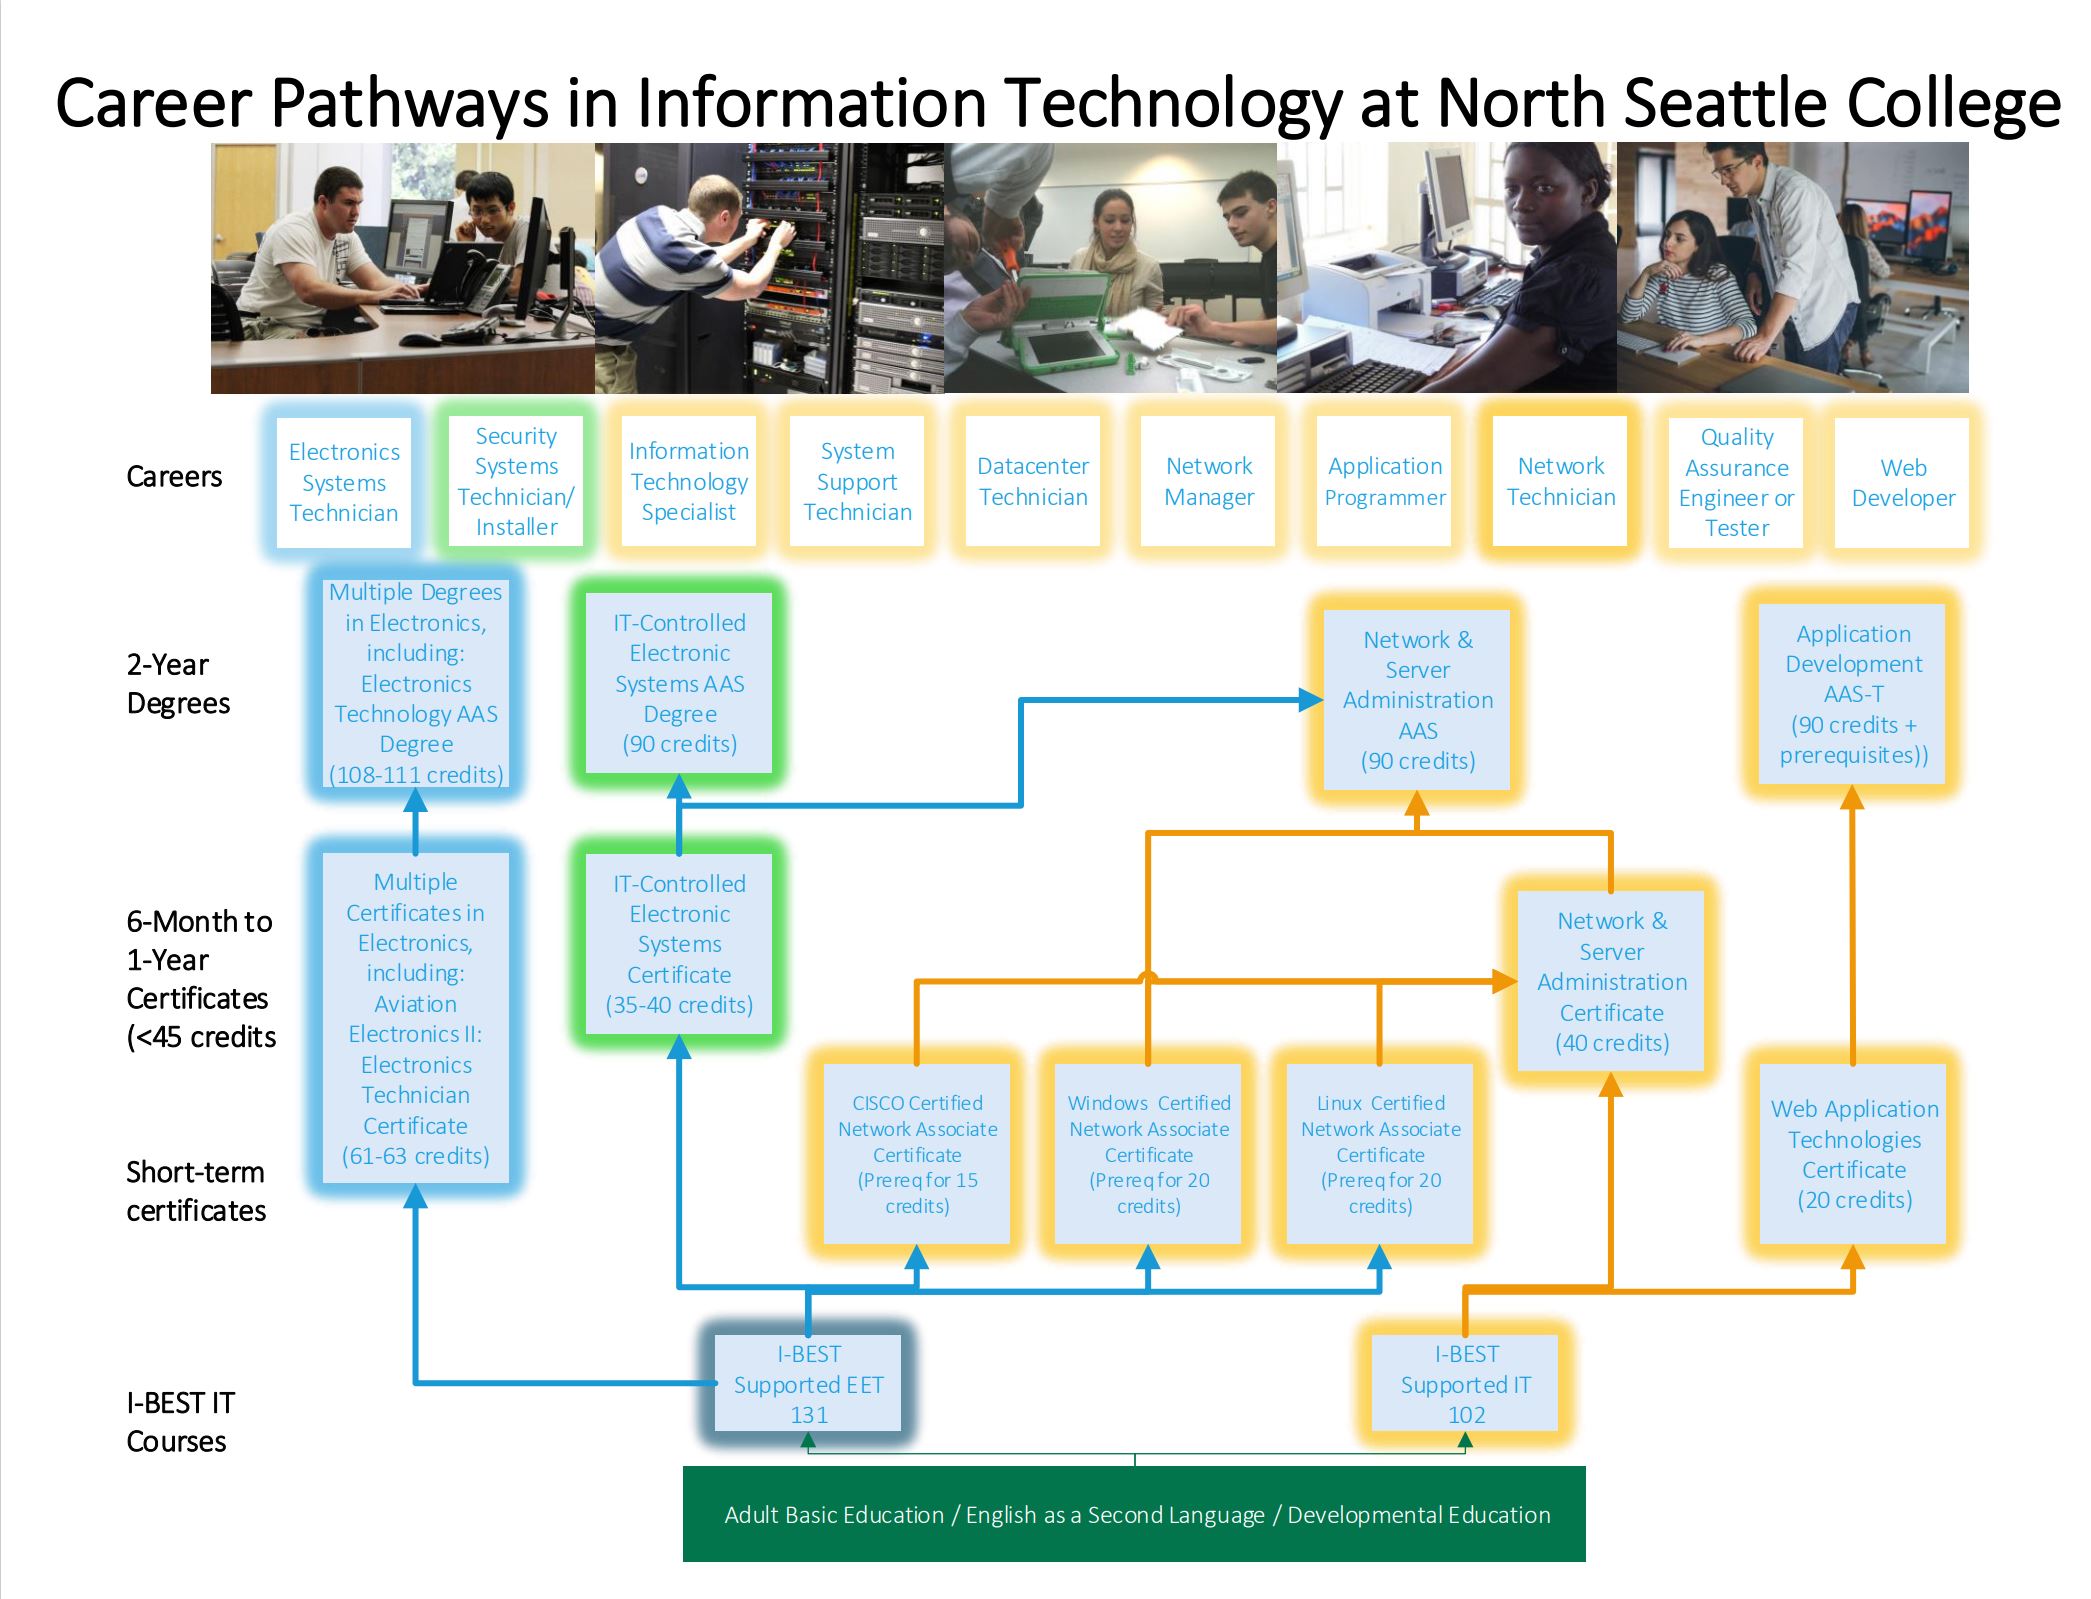 Career Pathways in Information Technology at North Seattle College
Careers
Electronics
Systems
Technician
Security
Systems
Technician/
Installer
Information
Technology
Specialist
System
Support
Technician
Datacenter
Technician
Network
Manager
Application
Programmer
Network
Technician
Quality
Assurance
Engineer or
Tester
Web
Developer
2-Year
Degrees
Multiple Degrees
in Electronics,
including:
Electronics
Technology AAS
Degree
(108-111 credits)
IT-Controlled
Electronic
Systems AAS
Degree
(90 credits)
Network &
Server
Administration
AAS
(90 credits)
Application
Development
AAS-T
(90 credits +
prerequisites))
6-Month to
1-Year
Certificates
(<45 credits
Multiple
Certificates in
Electronics,
including:
Aviation
Electronics II:
Electronics
Technician
Certificate
(61-63 credits)
IT-Controlled
Electronic
Systems
Certificate
(35-40 credits)
Network &
Server
Administration
Certificate
(40 credits)
Short-term
certificates
CISCO Certified
Network Associate
Certificate
(Prereq for 15
credits)
Windows Certified
Network Associate
Certificate
(Prereq for 20
credits)
Linux Certified
Network Associate
Certificate
(Prereq for 20
credits)
Web Application
Technologies
Certificate
(20 credits)
I-BEST IT
Courses
I-BEST
Supported EET
131
I-BEST
Supported IT
102
Adult Basic Education / English as a Second Language / Developmental Education